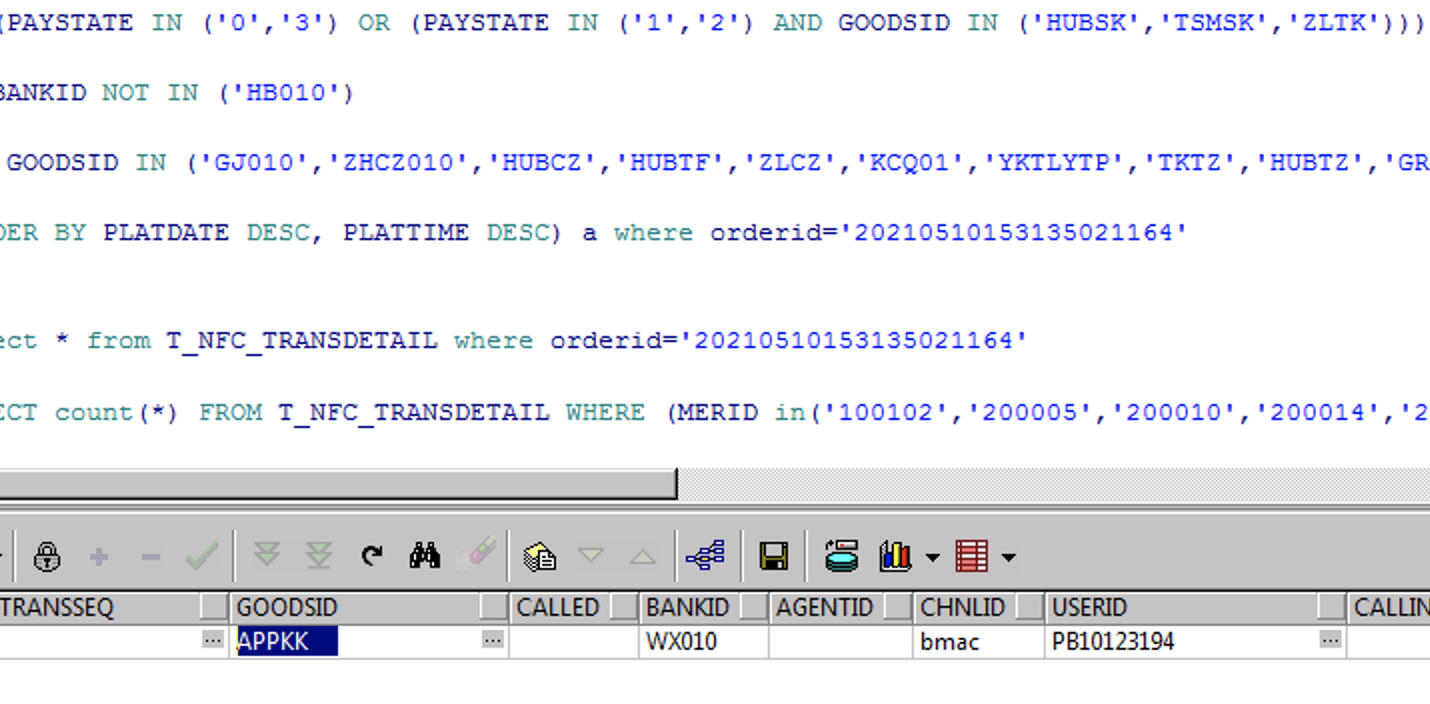 (PAYSTATE IN ('0','3') OR (PAYSTATE IN ('1','2') AND GOODSID IN ('HUBSK','TSMSK','ZLTK')))
BANKID NOT IN ('HB010')
GOODSID IN ('GJ010','ZHCZ010','HUBCZ','HUBTF','ZLCZ','KCQ01','YKTLYTP','TKTZ','HUBTZ','GR
DER BY PLATDATE DESC, PLATTIME DESC) a where orderid='20210510153135021164'
ect * from T_NFC_TRANSDETAIL where orderid='20210510153135021164'
ECT count(*) FROM T_NFC_TRANSDETAIL WHERE (MERID in('100102','200005','200010','200014','2
TRANSSEQ GOODSID CALLED BANKID AGENTID CHNLID USERID CALLIN
... APPKK ... WX010 bmac PB10123194 ...